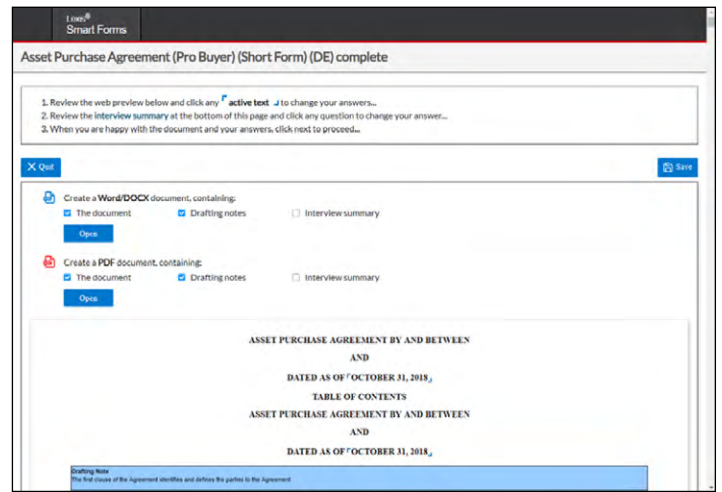 Lexis®
Smart Forms
Asset Purchase Agreement (Pro Buyer) (Short Form) (DE) complete
1. Review the web preview below and click any active text to change your answers...
2. Review the interview summary at the bottom of this page and click any question to change your answer...
3. When you are happy with the document and your answers, click next to proceed...
X Quit
Save
Create a Word/DOCX document, containing:
The document Drafting notes Interview summary
Open
Create a PDF document, containing:
The document Drafting notes Interview summary
Open
ASSET PURCHASE AGREEMENT BY AND BETWEEN
AND
DATED AS OF OCTOBER 31, 2018,
TABLE OF CONTENTS
ASSET PURCHASE AGREEMENT BY AND BETWEEN
AND
DATED AS OF OCTOBER 31, 2018,
Drafting Note
The first clause of the Agreement identifies and defines the parties to the Agreement